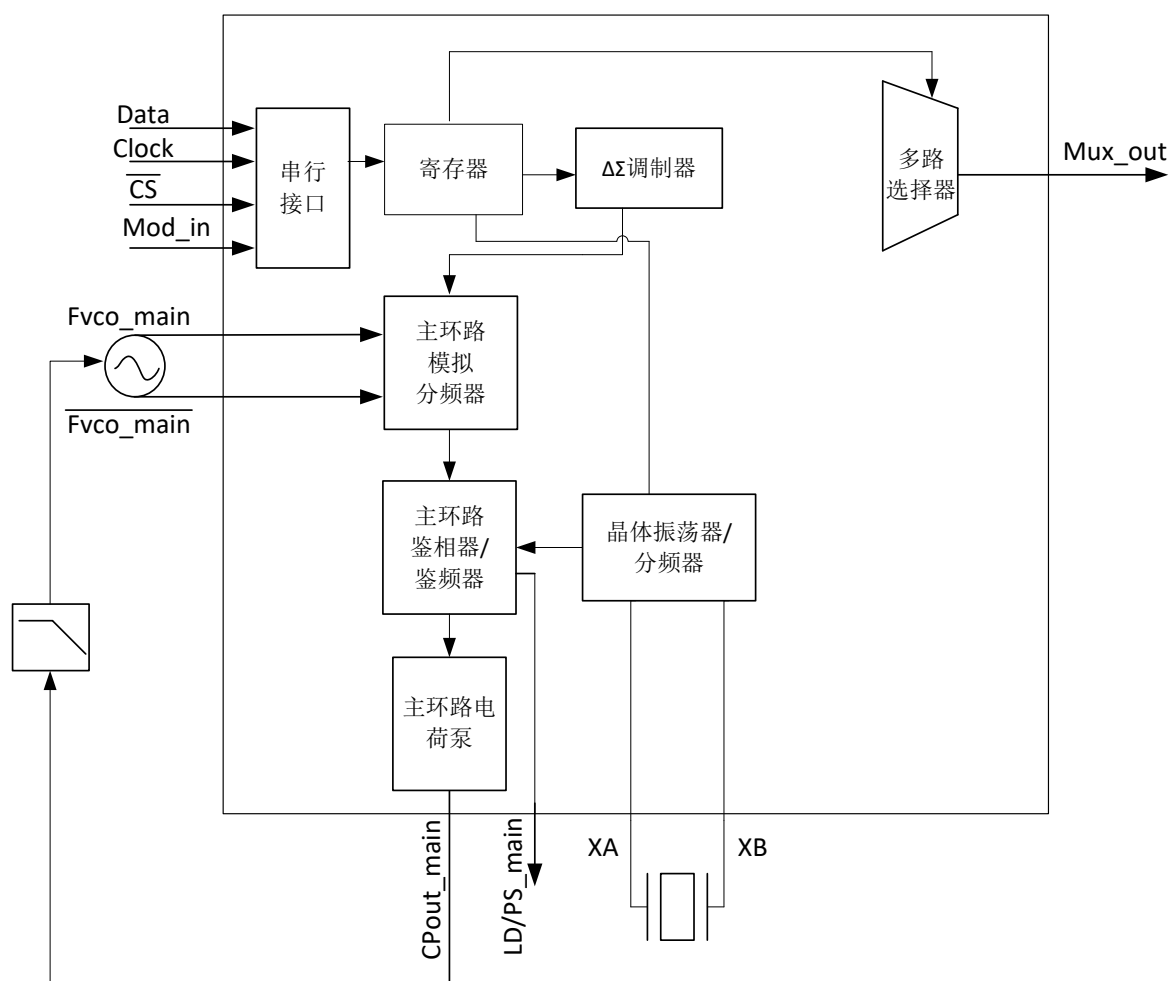 Data
Clock
CS
Mod_in
串行
接口
寄存器
ΔΣ调制器
多路
选择器
Mux_out
Fvco_main
Fvco_main
主环路
模拟
分频器
主环路
鉴相器/
鉴频器
晶体振荡器/
分频器
主环路电
荷泵
CPout_main
LD/PS_main
XA
XB